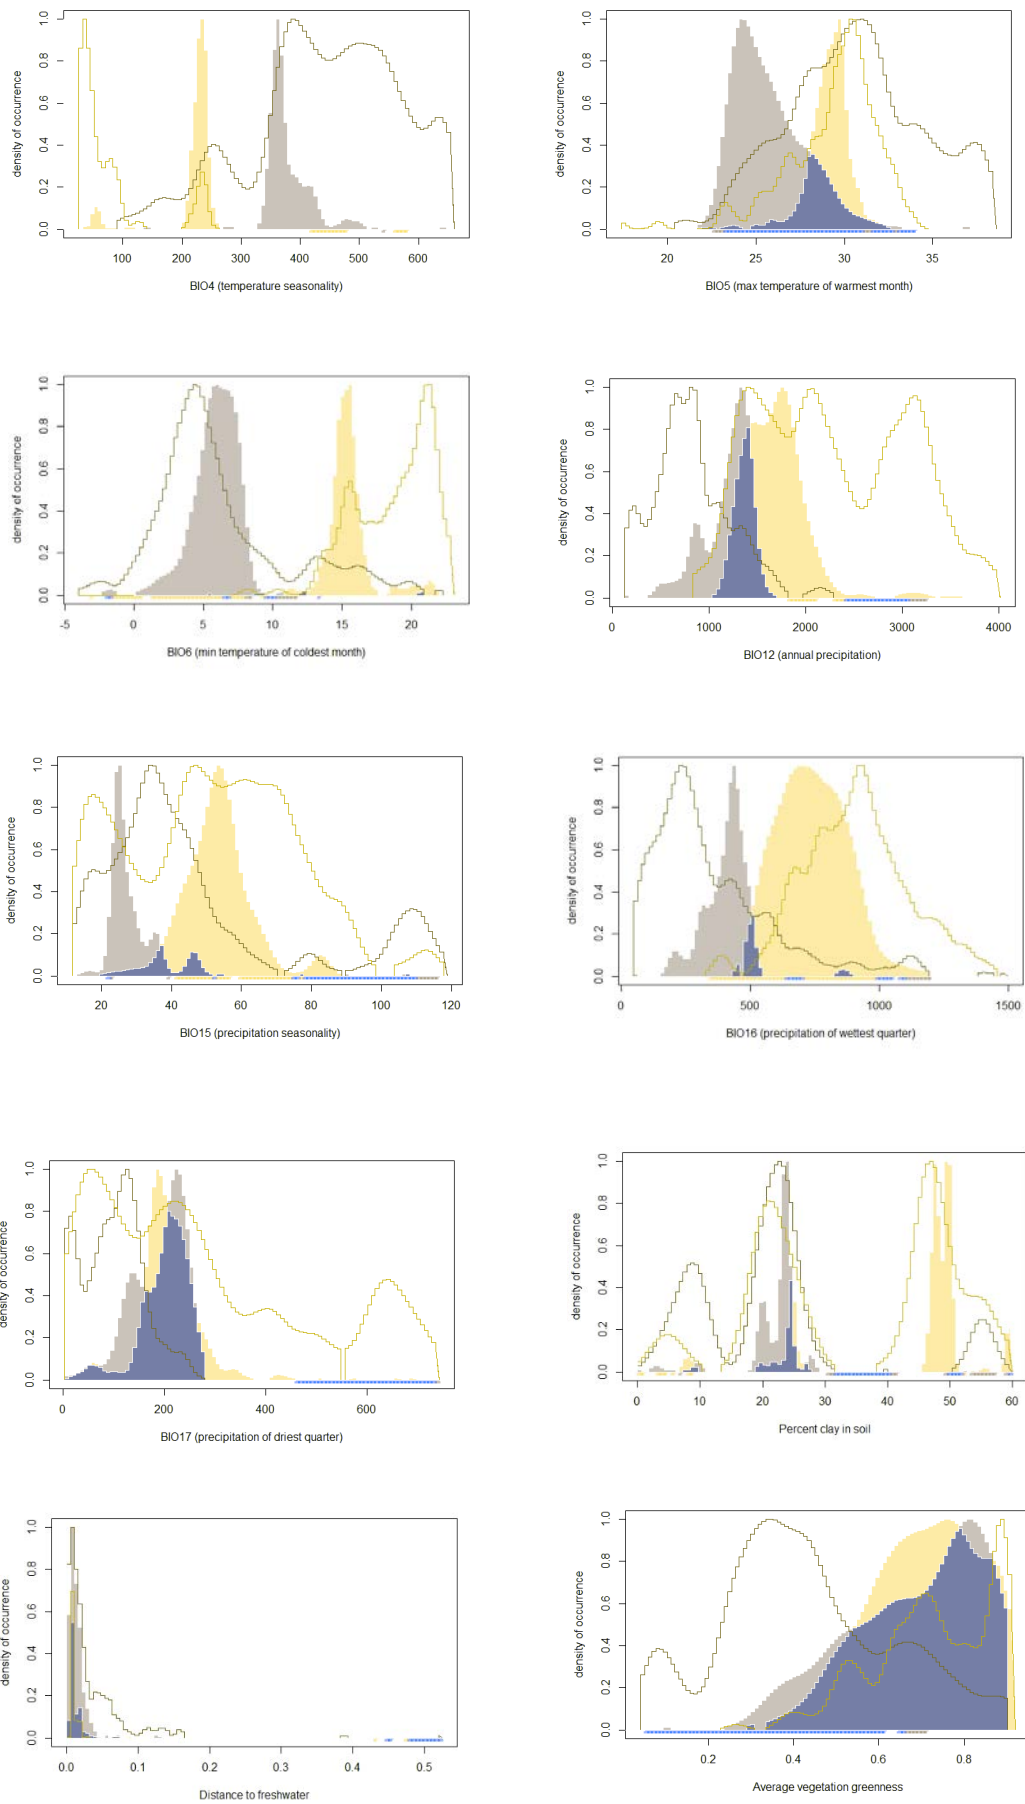 density of occurrence
0.0 0.2 0.4 0.6 0.8 1.0
100 200 300 400 500 600
BIO4 (temperature seasonality)
density of occurrence
0.0 0.2 0.4 0.6 0.8 1.0
20 25 30 35
BIO5 (max temperature of warmest month)
density of occurrence
0.0 0.2 0.4 0.6 0.8 1.0
-5 0 5 10 15 20
BIO6 (min temperature of coldest month)
density of occurrence
0.0 0.2 0.4 0.6 0.8 1.0
0 1000 2000 3000 4000
BIO12 (annual precipitation)
density of occurrence
0.0 0.2 0.4 0.6 0.8 1.0
20 40 60 80 100 120
BIO15 (precipitation seasonality)
density of occurrence
0.0 0.2 0.4 0.6 0.8 1.0
0 500 1000 1500
BIO16 (precipitation of wettest quarter)
density of occurrence
0.0 0.2 0.4 0.6 0.8 1.0
0 200 400 600
BIO17 (precipitation of driest quarter)
density of occurrence
0.0 0.2 0.4 0.6 0.8 1.0
0 10 20 30 40 50 60
Percent clay in soil
density of occurrence
0.0 0.2 0.4 0.6 0.8 1.0
0.0 0.1 0.2 0.3 0.4 0.5
Distance to freshwater
density of occurrence
0.0 0.2 0.4 0.6 0.8 1.0
0.2 0.4 0.6 0.8
Average vegetation greenness